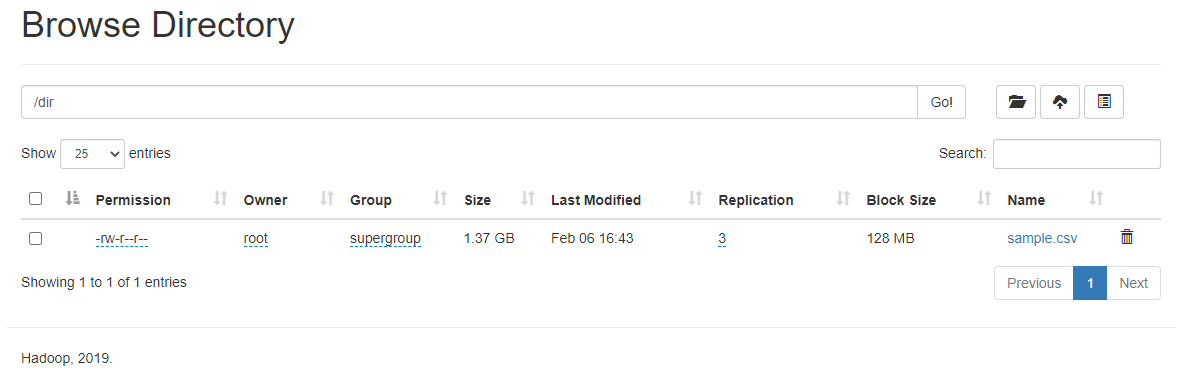 Browse Directory
/dir Go!
Show 25 entries Search:
Permission Owner Group Size Last Modified Replication Block Size Name
-rw-r--r-- root supergroup 1.37 GB Feb 06 16:43 3 128 MB sample.csv
Showing 1 to 1 of 1 entries Previous 1 Next
Hadoop, 2019.